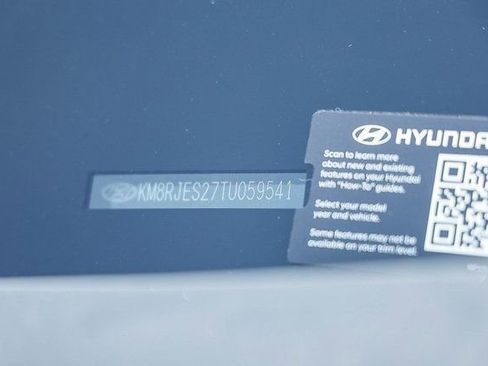 KM8RJES27TU059541
HYUNDAI
Scan to learn more
about new and existing
features on your Hyundai
with "How-To" guides.
Select your model
year and vehicle.
Some features may not be
available on your trim level.